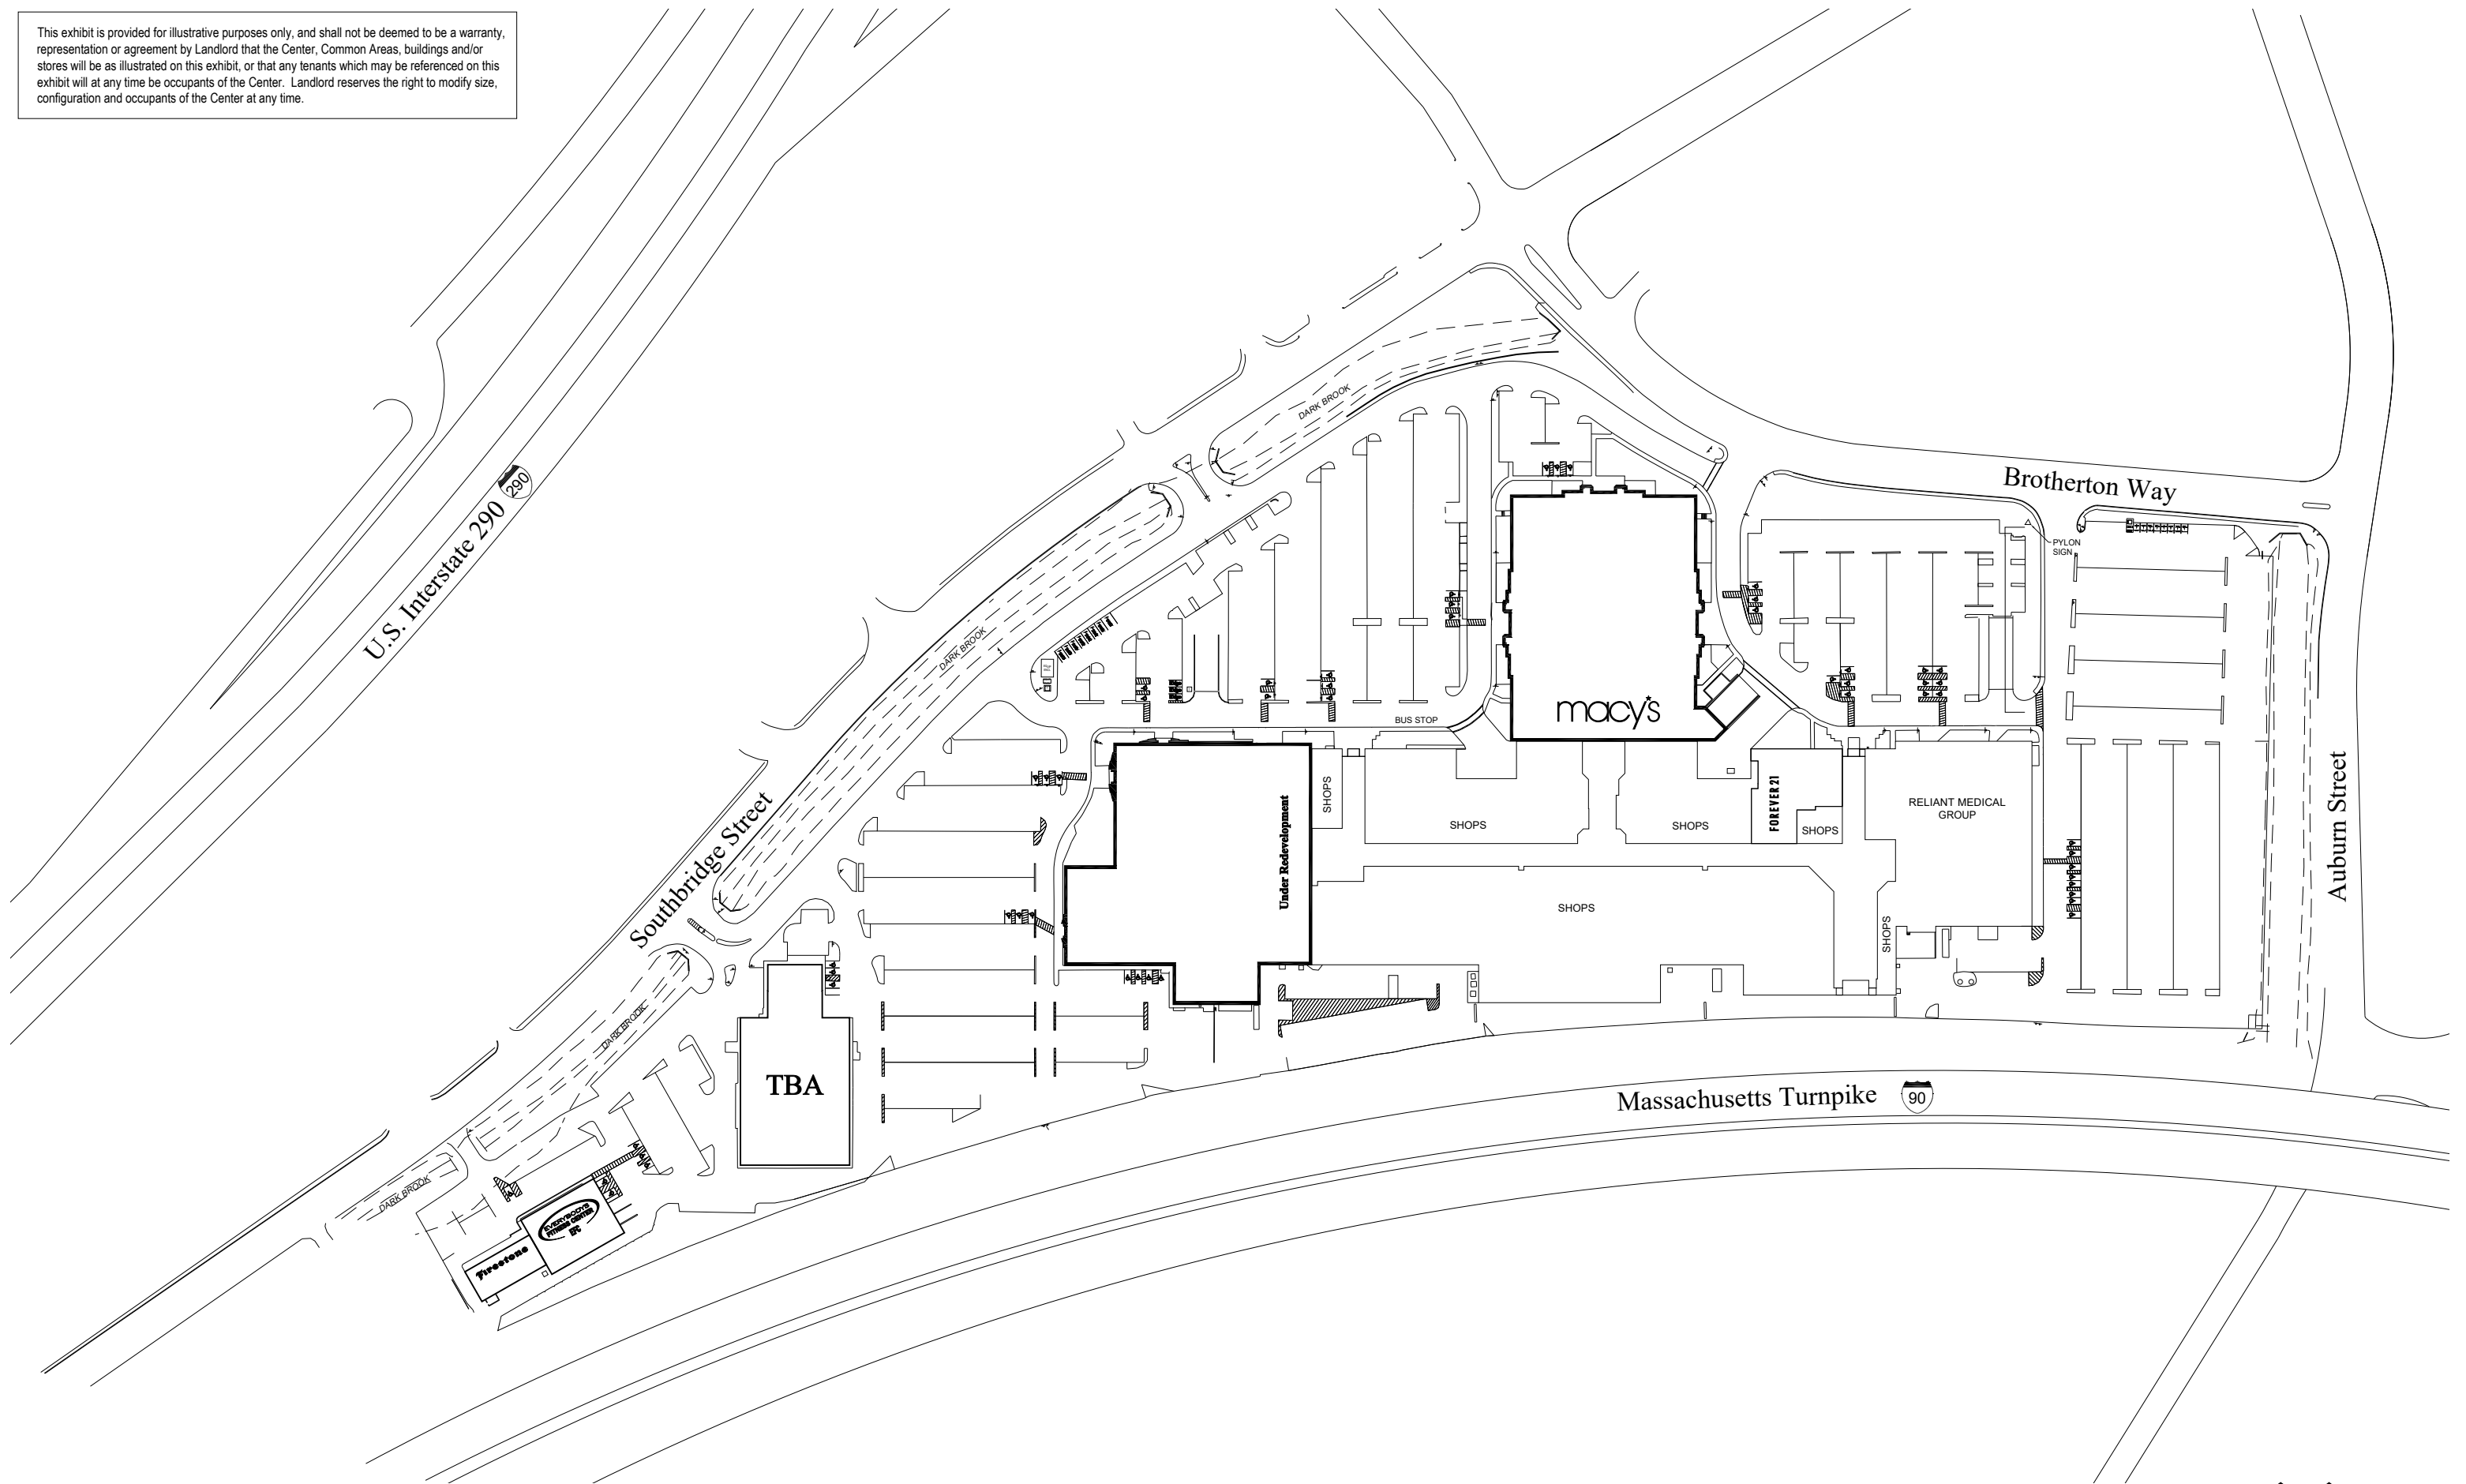 This exhibit is provided for illustrative purposes only, and shall not be deemed to be a warranty,
representation or agreement by Landlord that the Center, Common Areas, buildings and/or
stores will be as illustrated on this exhibit, or that any tenants which may be referenced on this
exhibit will at any time be occupants of the Center.  Landlord reserves the right to modify size,
configuration and occupants of the Center at any time.
DARK BROOK
U.S. Interstate 290
290
Brotherton Way
PYLON
SIGN
DARK BROOK
macy's
BUS STOP
Southbridge Street
Under Redevelopment
SHOPS
SHOPS
SHOPS
FOREVER 21
SHOPS
RELIANT MEDICAL
GROUP
Auburn Street
SHOPS
SHOPS
DARK BROOK
TBA
Massachusetts Turnpike
90
DARK BROOK
EVERYBODY'S
FITNESS CENTER
EFC
Firestone